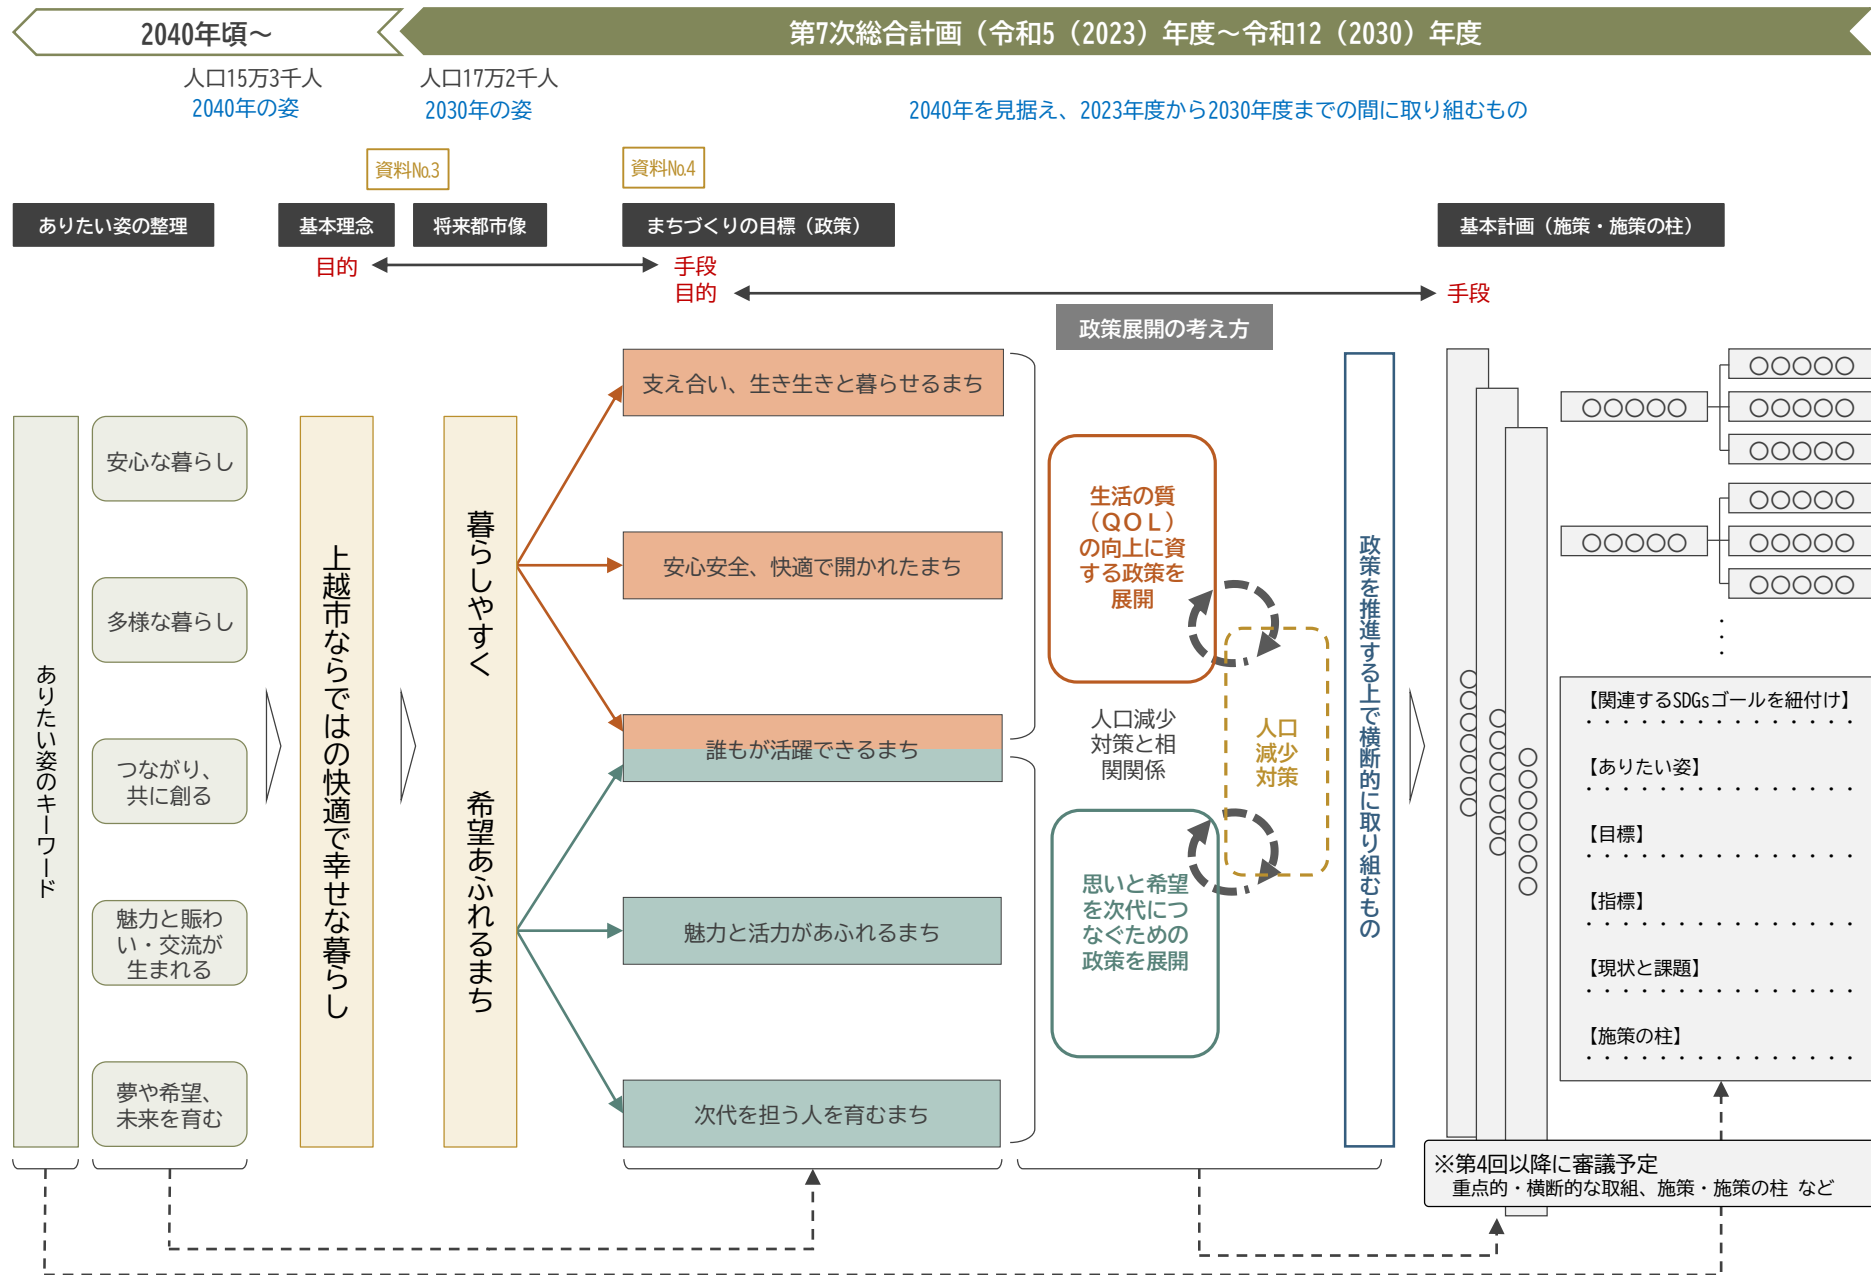 2040年頃～
第7次総合計画（令和5（2023）年度～令和12（2030）年度
人口15万3千人
2040年の姿
人口17万2千人
2030年の姿
2040年を見据え、2023年度から2030年度までの間に取り組むもの
資料№3
資料№4
ありたい姿の整理
基本理念
将来都市像
まちづくりの目標（政策）
基本計画（施策・施策の柱）
目的
手段
目的
手段
政策展開の考え方
ありたい姿のキーワード
安心な暮らし
多様な暮らし
つながり、
共に創る
魅力と賑わ
い・交流が
生まれる
夢や希望、
未来を育む
上越市ならではの快適で幸せな暮らし
暮らしやすく
希望あふれるまち
支え合い、生き生きと暮らせるまち
安心安全、快適で開かれたまち
誰もが活躍できるまち
魅力と活力があふれるまち
次代を担う人を育むまち
生活の質
（ＱＯＬ）
の向上に資
する政策を
展開
人口減少
対策と相
関関係
人口
減少
対策
思いと希望
を次代につ
なぐための
政策を展開
政策を推進する上で横断的に取り組むもの
○○○○○○○
○○○○○○○
○○○○○○○
○○○○○
○○○○○
○○○○○
○○○○○
○○○○○
○○○○○
○○○○○
○○○○○
・・・
【関連するSDGsゴールを紐付け】
・・・・・・・・・・・・・・・
【ありたい姿】
・・・・・・・・・・・・・・・
【目標】
・・・・・・・・・・・・・・・
【指標】
・・・・・・・・・・・・・・・
【現状と課題】
・・・・・・・・・・・・・・・
【施策の柱】
・・・・・・・・・・・・・・・
※第4回以降に審議予定
重点的・横断的な取組、施策・施策の柱 など